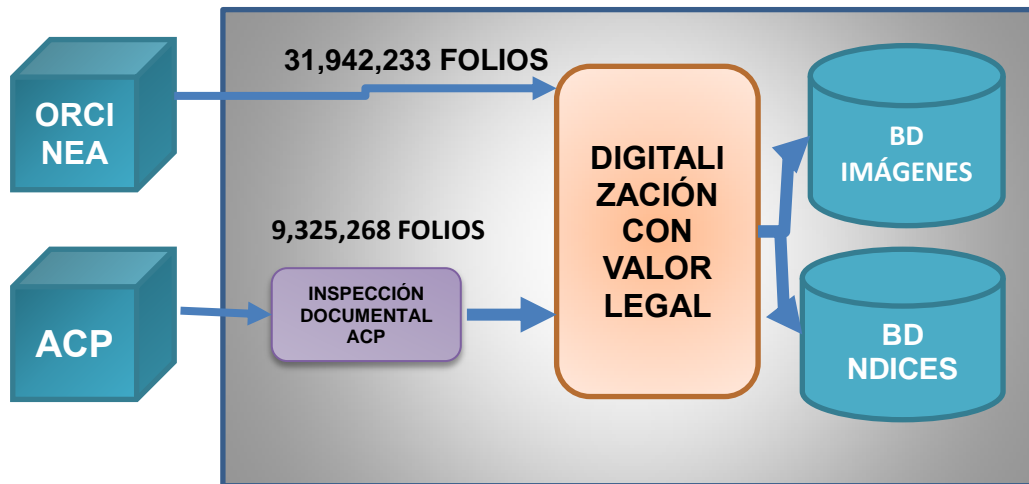 31,942,233 FOLIOS
ORCI
NEA
DIGITALI
ZACIÓN
CON
VALOR
LEGAL
BD
IMÁGENES
9,325,268 FOLIOS
INSPECCIÓN
DOCUMENTAL
ACP
ACP
BD
NDICES